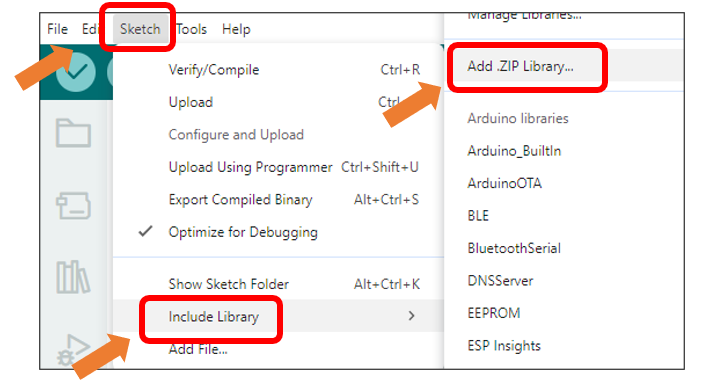 File Edi Sketch Tools Help
Verify/Compile Ctrl+R
Upload Ctrl
Configure and Upload
Upload Using Programmer Ctrl+Shift+U
Export Compiled Binary Alt+Ctrl+S
Optimize for Debugging
Show Sketch Folder Alt+Ctrl+K
Include Library
Add File...
Manage Libraries...
Add .ZIP Library...
Arduino libraries
Arduino_BuiltIn
ArduinoOTA
BLE
BluetoothSerial
DNSServer
EEPROM
ESP Insights